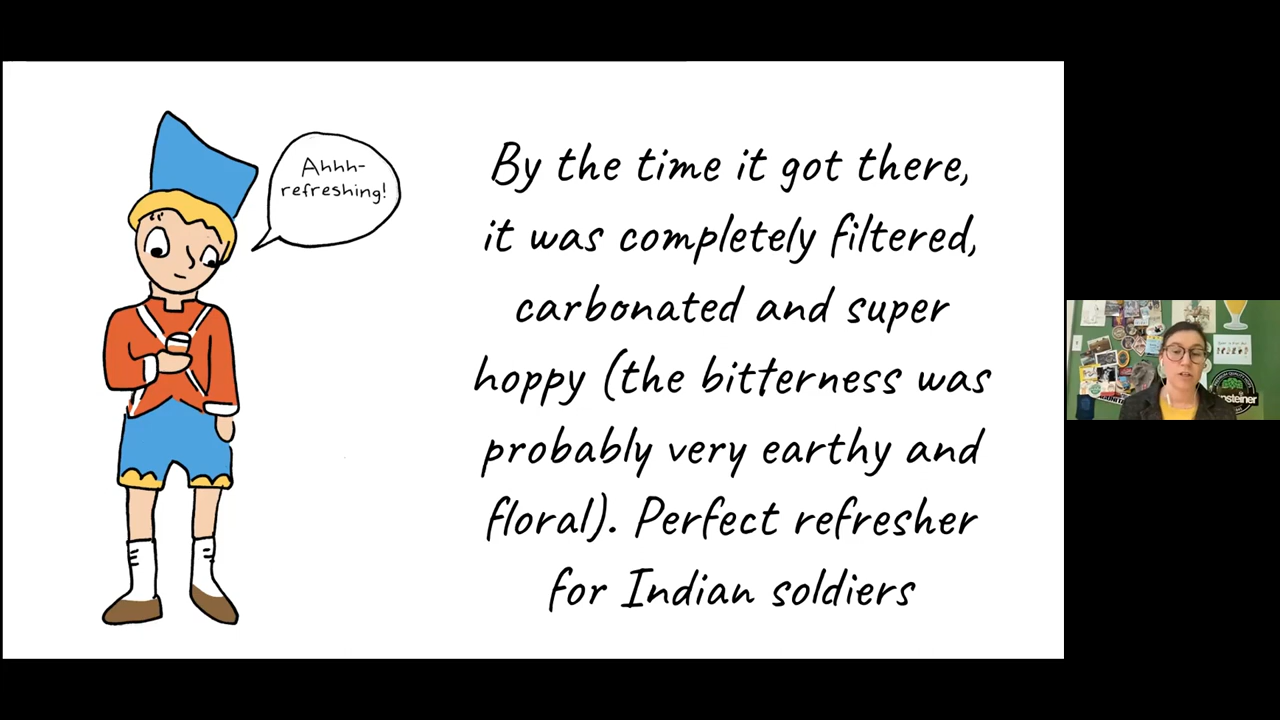 Ahhh-
refreshing!
By the time it got there,
it was completely filtered,
carbonated and super
hoppy (the bitterness was
probably very earthy and
floral). Perfect refresher
for Indian soldiers